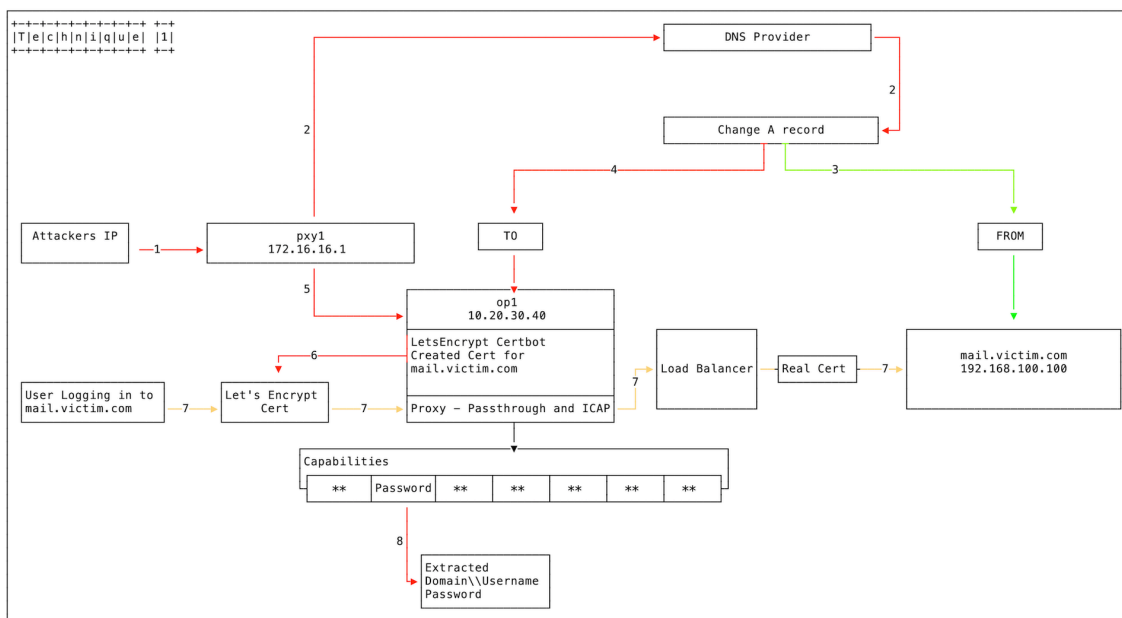 +-+-+-+-+-+-+-+-+-+ +-+
|T|e|c|h|n|i|q|u|e| |1|
+-+-+-+-+-+-+-+-+-+ +-+
DNS Provider
2
2
Change A record
4
3
Attackers IP
1
pxy1
172.16.16.1
TO
FROM
5
op1
10.20.30.40
LetsEncrypt Certbot
Created Cert for
mail.victim.com
6
Load Balancer
Real Cert
7
mail.victim.com
192.168.100.100
User Logging in to
mail.victim.com
7
Let's Encrypt
Cert
7
Proxy – Passthrough and ICAP
7
Capabilities
**
Password
**
**
**
**
**
8
Extracted
Domain\\Username
Password